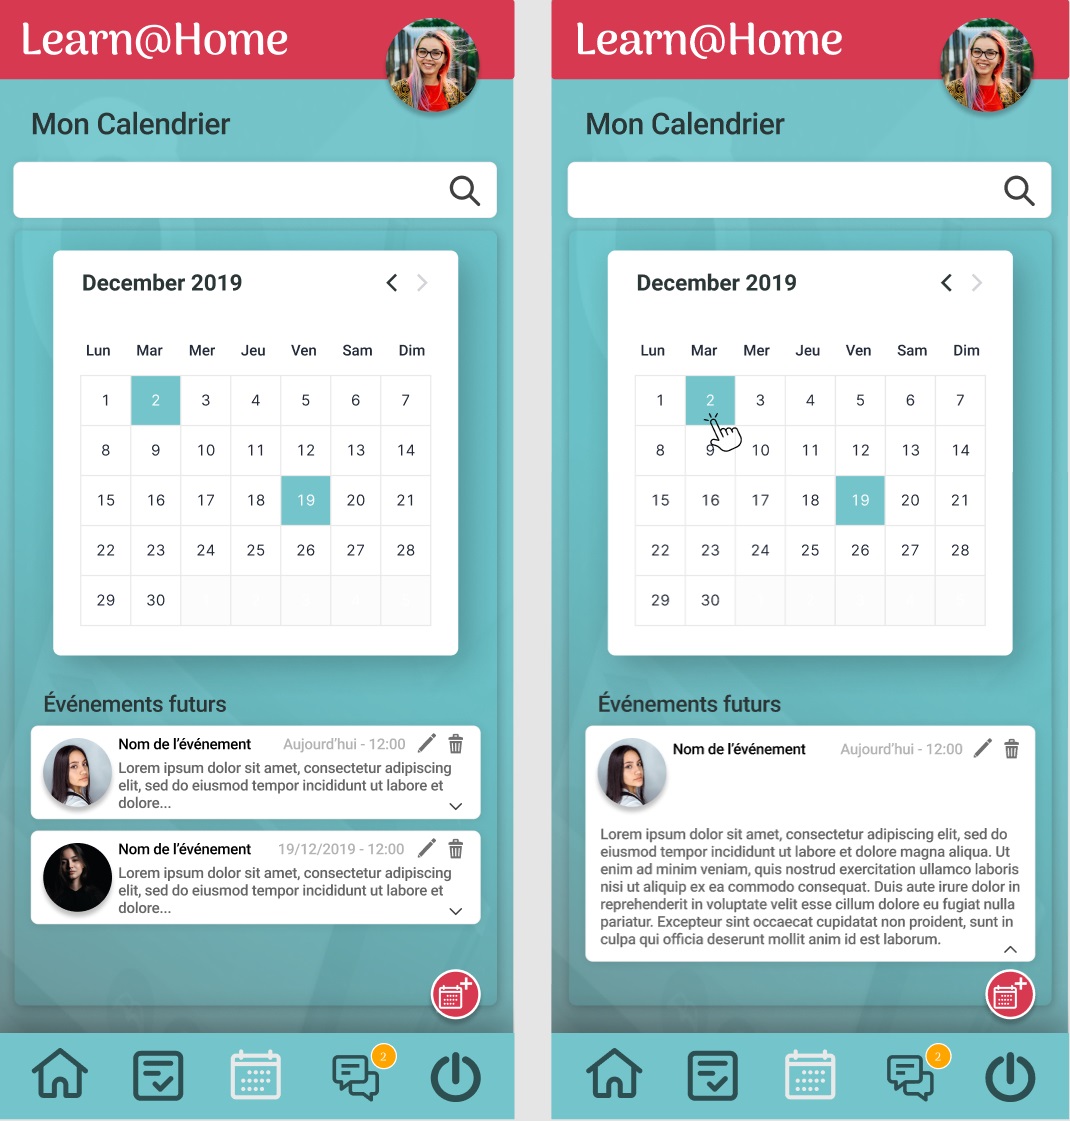 Learn@Home
Mon Calendrier
December 2019
Lun Mar Mer Jeu Ven Sam Dim
1 2 3 4 5 6 7
8 9 10 11 12 13 14
15 16 17 18 19 20 21
22 23 24 25 26 27 28
29 30
Événements futurs
Nom de l'événement Aujourd'hui - 12:00
Lorem ipsum dolor sit amet, consectetur adipiscing
elit, sed do eiusmod tempor incididunt ut labore et
dolore...
Nom de l'événement 19/12/2019 - 12:00
Lorem ipsum dolor sit amet, consectetur adipiscing
elit, sed do eiusmod tempor incididunt ut labore et
dolore...
2
Learn@Home
Mon Calendrier
December 2019
Lun Mar Mer Jeu Ven Sam Dim
1 2 3 4 5 6 7
8 9 10 11 12 13 14
15 16 17 18 19 20 21
22 23 24 25 26 27 28
29 30
Événements futurs
Nom de l'événement Aujourd'hui - 12:00
Lorem ipsum dolor sit amet, consectetur adipiscing elit, sed do
eiusmod tempor incididunt ut labore et dolore magna aliqua. Ut
enim ad minim veniam, quis nostrud exercitation ullamco laboris
nisi ut aliquip ex ea commodo consequat. Duis aute irure dolor in
reprehenderit in voluptate velit esse cillum dolore eu fugiat nulla
pariatur. Excepteur sint occaecat cupidatat non proident, sunt in
culpa qui officia deserunt mollit anim id est laborum.
2